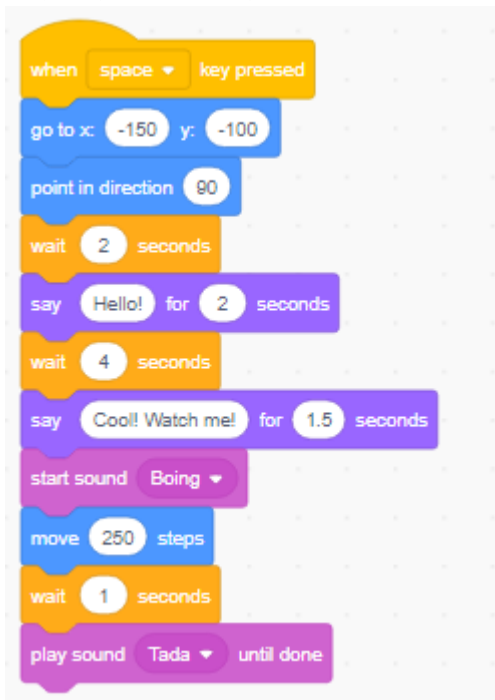 when space key pressed
go to x: -150 y: -100
point in direction 90
wait 2 seconds
say Hello! for 2 seconds
wait 4 seconds
say Cool! Watch me! for 1.5 seconds
start sound Boing
move 250 steps
wait 1 seconds
play sound Tada until done